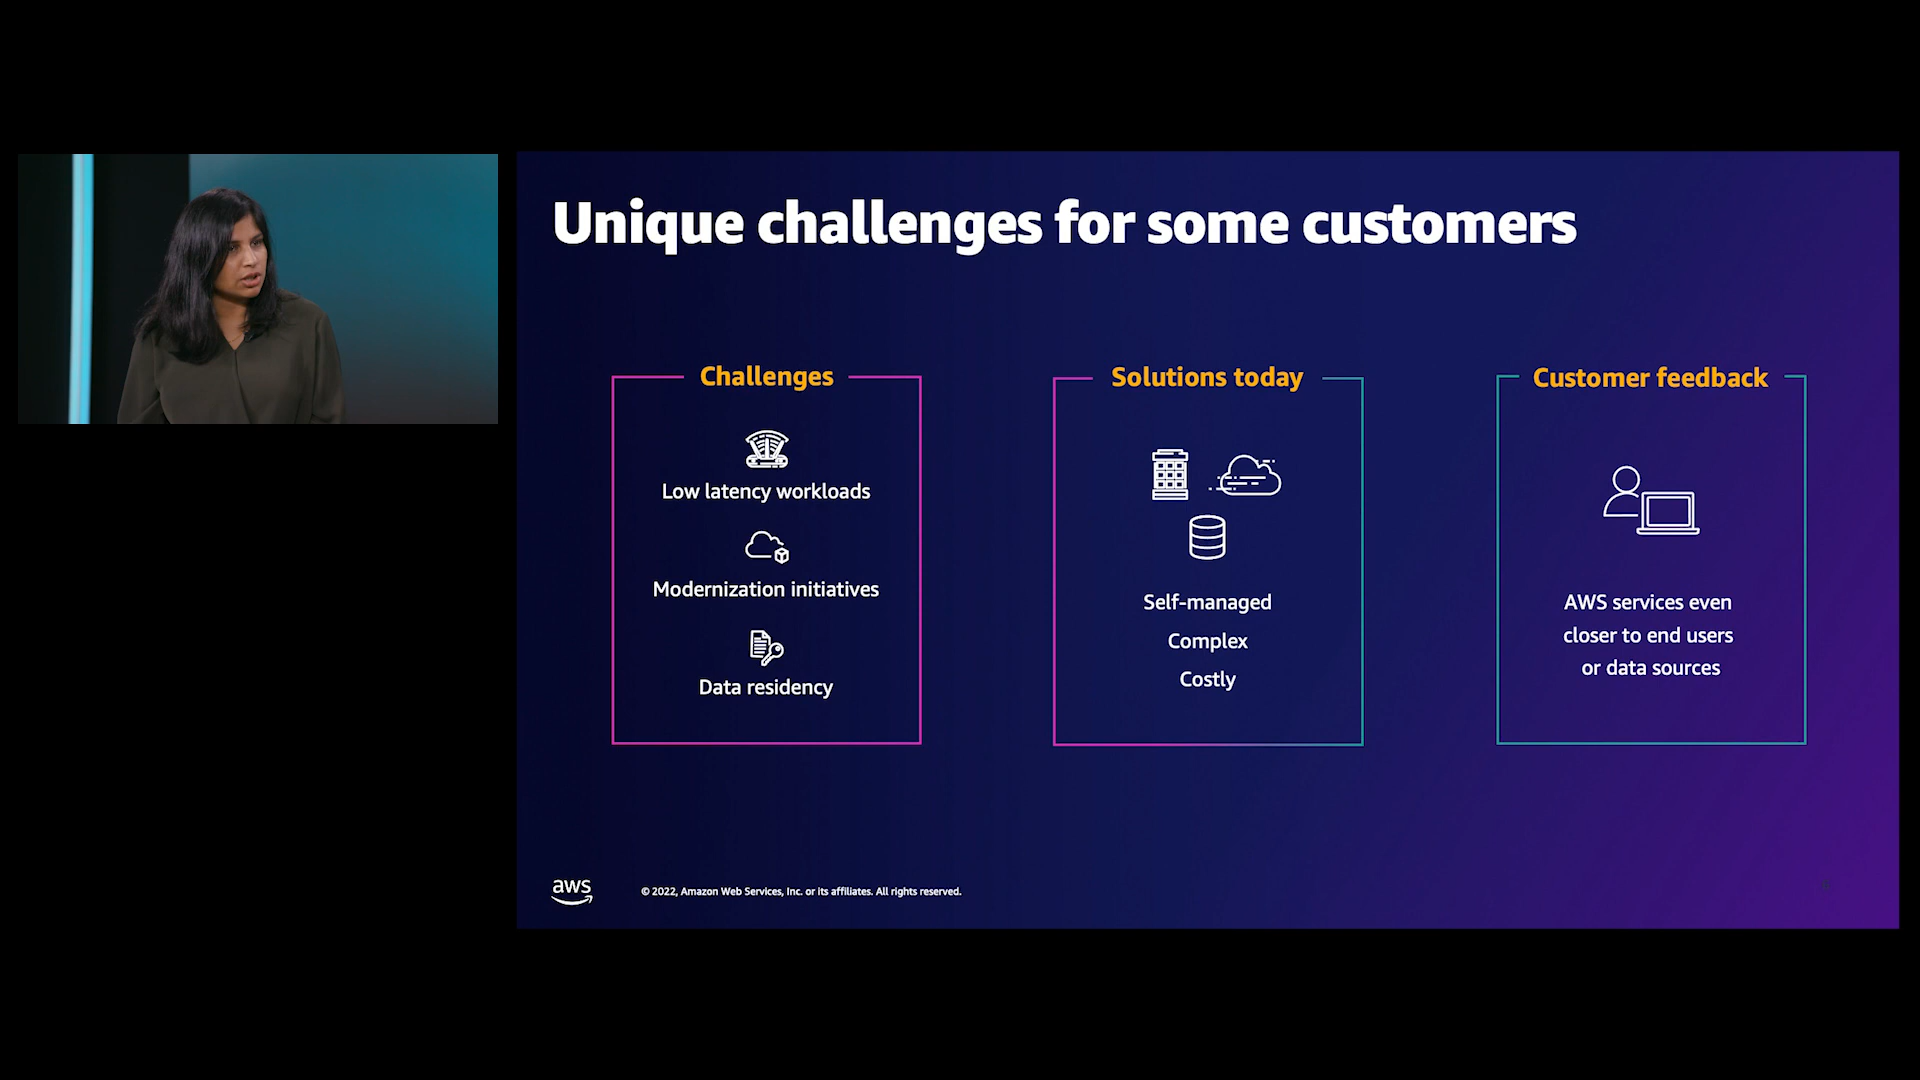 Unique challenges for some customers
Challenges
Low latency workloads
Modernization initiatives
Data residency
Solutions today
Self-managed
Complex
Costly
Customer feedback
AWS services even
closer to end users
or data sources
aws
© 2022, Amazon Web Services, Inc. or its affiliates. All rights reserved.